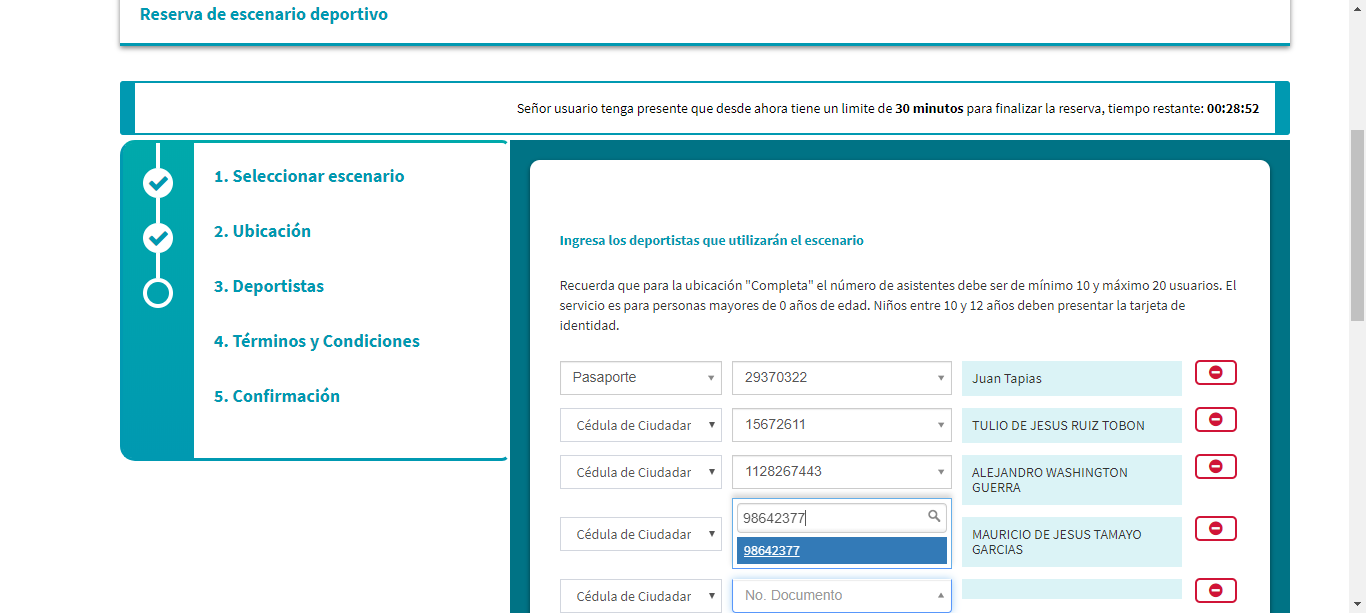 Reserva de escenario deportivo
Señor usuario tenga presente que desde ahora tiene un limite de 30 minutos para finalizar la reserva, tiempo restante: 00:28:52
1. Seleccionar escenario
2. Ubicación
3. Deportistas
4. Términos y Condiciones
5. Confirmación
Ingresa los deportistas que utilizarán el escenario
Recuerda que para la ubicación "Completa" el número de asistentes debe ser de mínimo 10 y máximo 20 usuarios. El
servicio es para personas mayores de 0 años de edad. Niños entre 10 y 12 años deben presentar la tarjeta de
identidad.
Pasaporte 29370322 Juan Tapias
Cédula de Ciudadar 15672611 TULIO DE JESUS RUIZ TOBON
Cédula de Ciudadar 1128267443 ALEJANDRO WASHINGTON
GUERRA
98642377
Cédula de Ciudadar MAURICIO DE JESUS TAMAYO
98642377 GARCIAS
Cédula de Ciudadar No. Documento